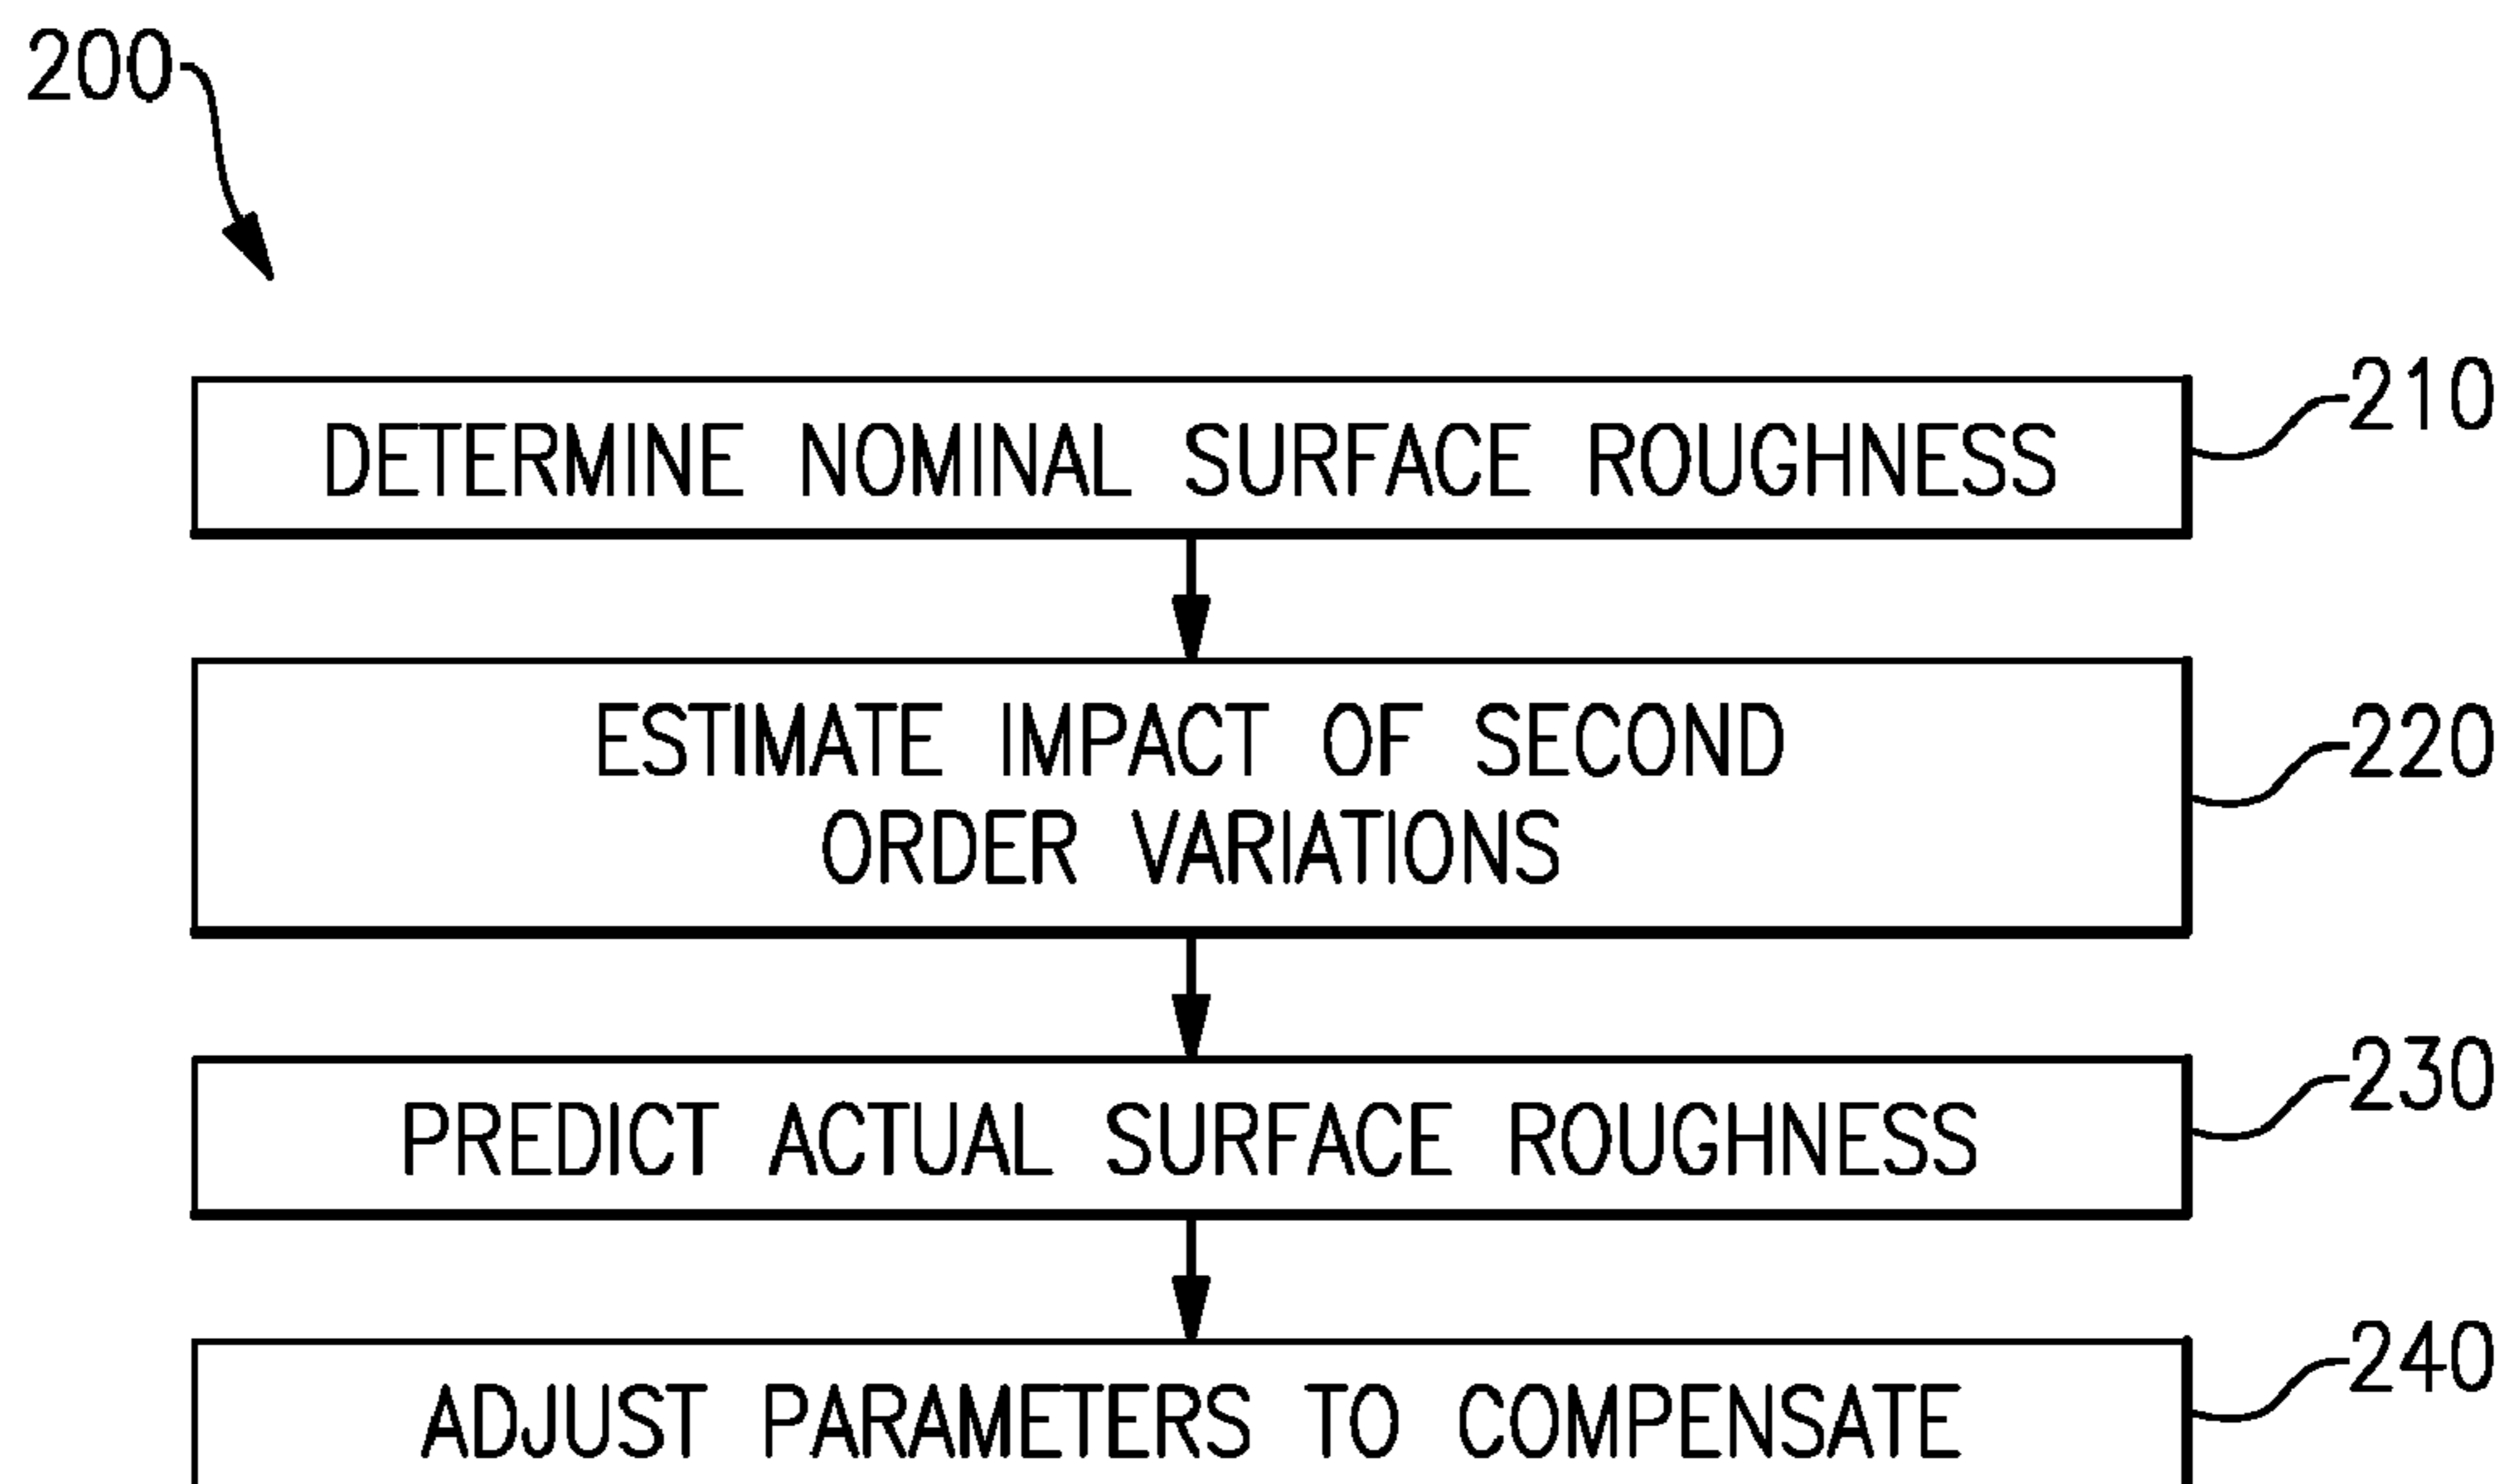 200
DETERMINE NOMINAL SURFACE ROUGHNESS
210
ESTIMATE IMPACT OF SECOND
ORDER VARIATIONS
220
PREDICT ACTUAL SURFACE ROUGHNESS
230
ADJUST PARAMETERS TO COMPENSATE
240